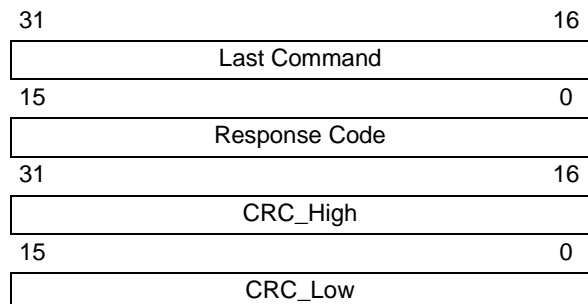 31 16
Last Command
15 0
Response Code
31 16
CRC_High
15 0
CRC_Low